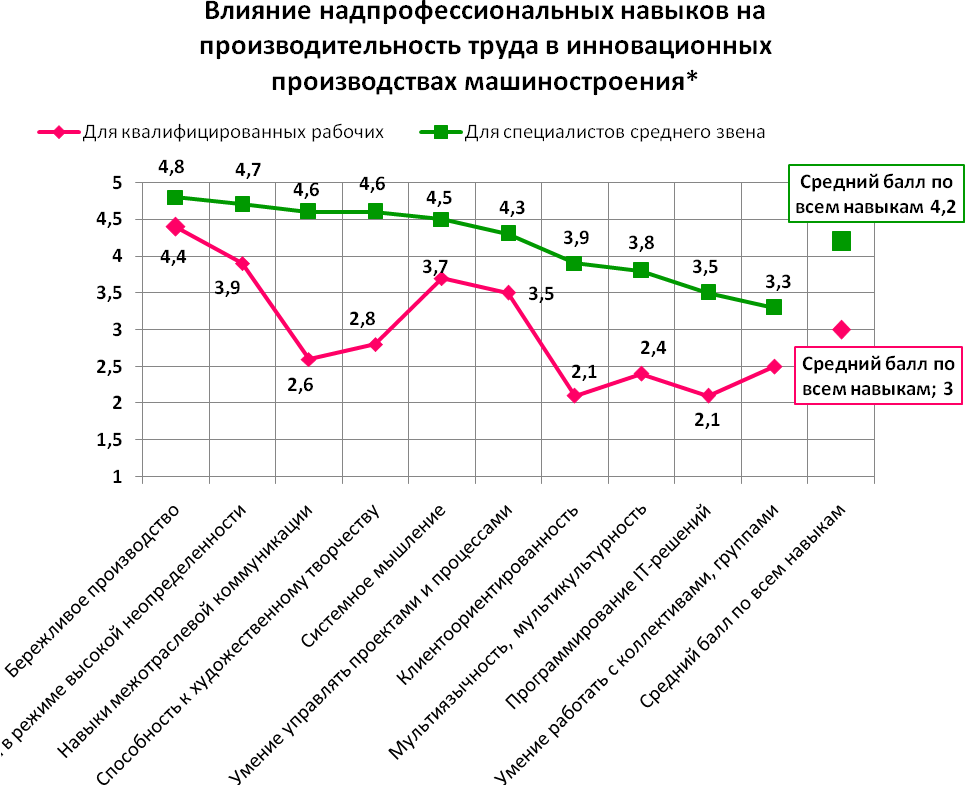 Влияние надпрофессиональных навыков на
производительность труда в инновационных
производствах машиностроения*
Для квалифицированных рабочих
Для специалистов среднего звена
5
4,5
4
3,5
3
2,5
2
1,5
1
4,8
4,7
4,6
4,6
4,5
4,3
3,9
3,8
3,5
3,3
4,4
3,9
2,6
2,8
3,7
3,5
2,1
2,4
2,1
Средний балл по
всем навыкам 4,2
Средний балл по
всем навыкам; 3
Бережливое производство
в режиме высокой неопределенности
Навыки межотраслевой коммуникации
Способность к художественному творчеству
Системное мышление
Умение управлять проектами и процессами
Клиентоориентированность
Мультиязычность, мультикультурность
Программирование IT-решений
Умение работать с коллективами, группами
Средний балл по всем навыкам